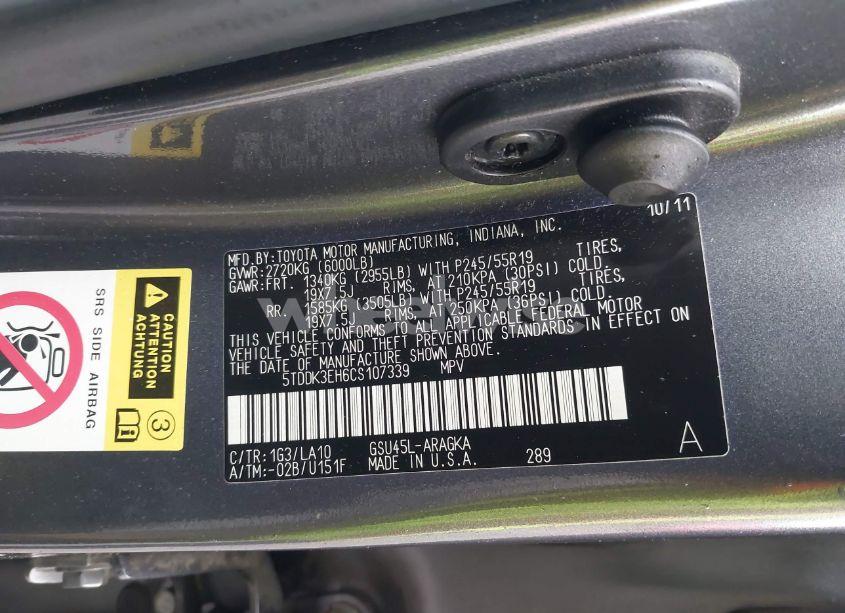 10/11
MFD.BY:TOYOTA MOTOR MANUFACTURING, INDIANA, INC.
GVWR:2720KG (6000LB)
GAWR:FRT. 1340KG (2955LB) WITH P245/55R19 TIRES,
19X7.5J RIMS, AT 210KPA (30PSI) COLD.
RR. 1585KG (3505LB) WITH P245/55R19 TIRES,
19X7.5J RIMS, AT 250KPA (36PSI) COLD.
THIS VEHICLE CONFORMS TO ALL APPLICABLE FEDERAL MOTOR
VEHICLE SAFETY AND THEFT PREVENTION STANDARDS IN EFFECT ON
THE DATE OF MANUFACTURE SHOWN ABOVE.
5TDDK3EH6CS107339 MPV
C/TR:1G3/LA10 GSU45L-ARAGKA
A/TM:-02B/U151F MADE IN U.S.A. 289
A
SRS SIDE AIRBAG
CAUTION
ATTENTION
ACHTUNG
3